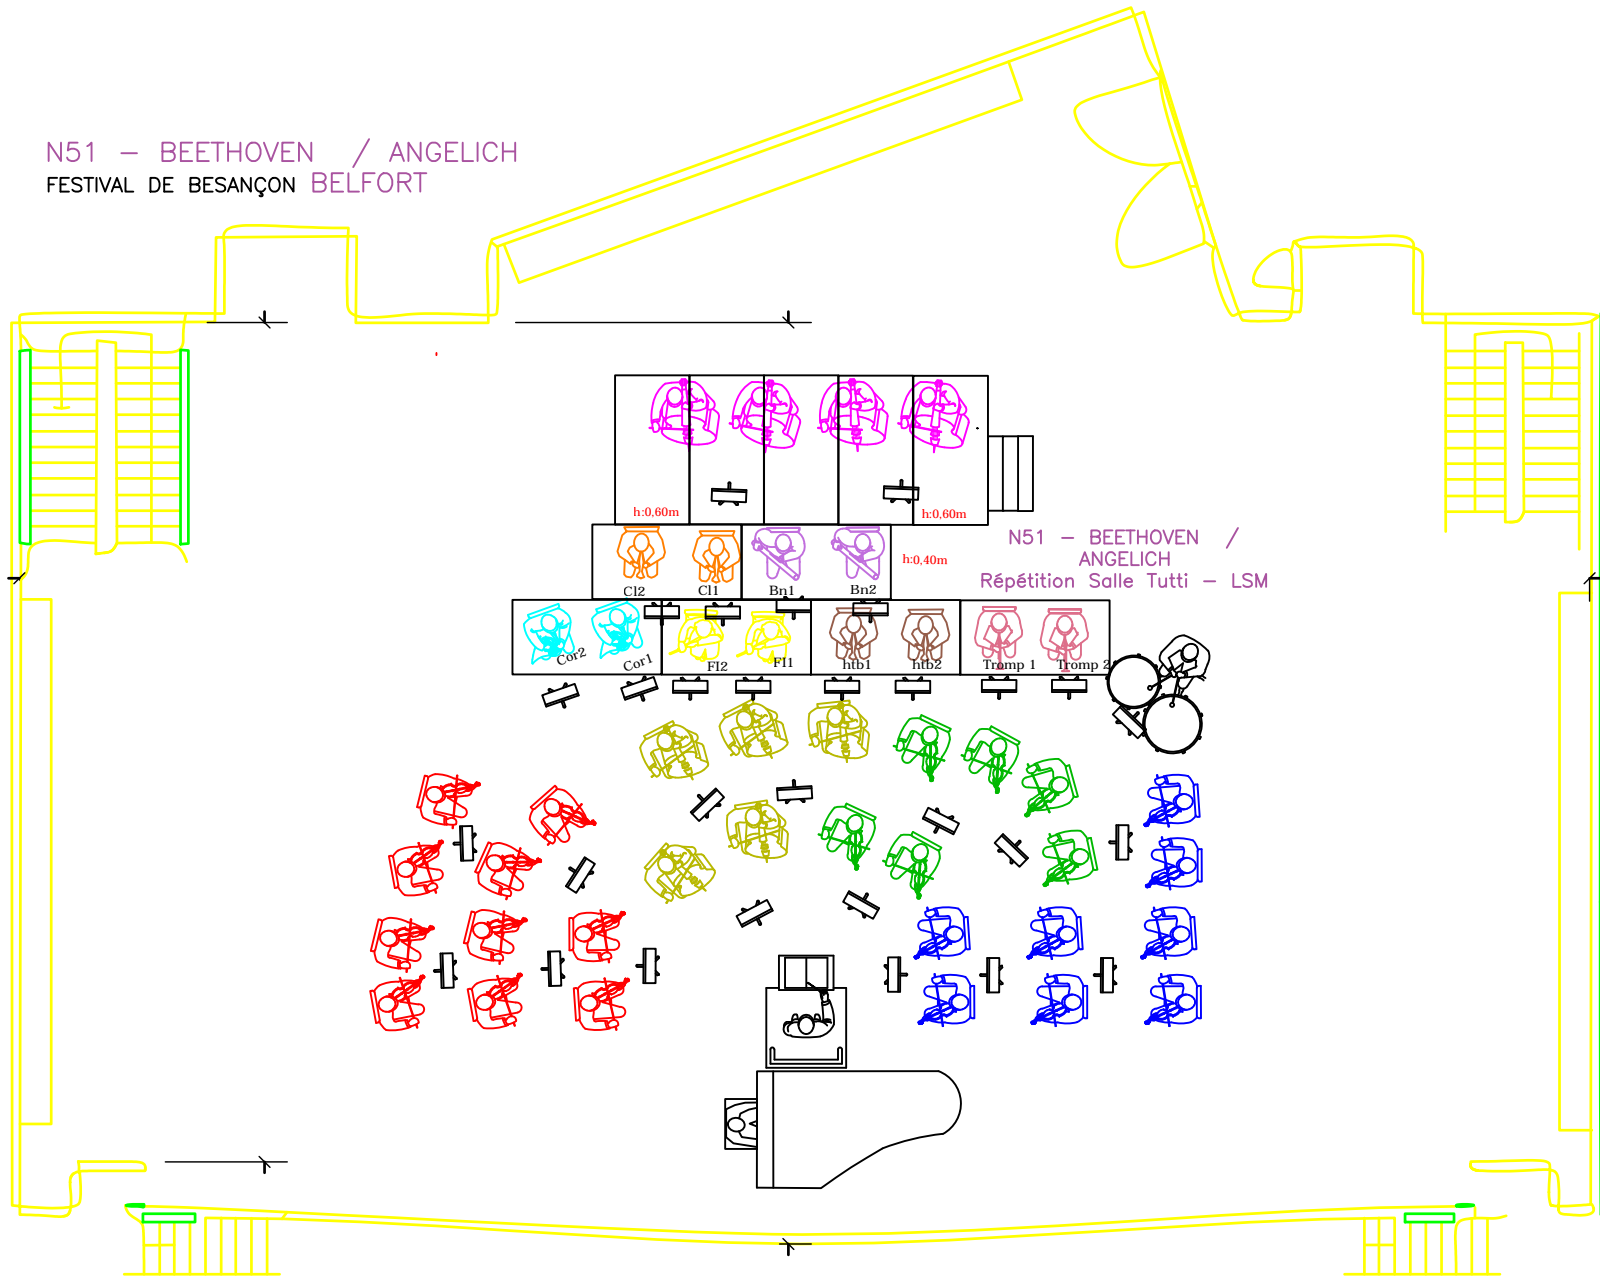 N51 – BEETHOVEN / ANGELICH
FESTIVAL DE BESANÇON BELFORT
h:0,60m
h:0,60m
N51 – BEETHOVEN /
ANGELICH
Répétition Salle Tutti – LSM
h:0,40m
Cl2
Cl1
Bn1
Bn2
Cor2
Cor1
Fl2
Fl1
htb1
htb2
Tromp 1
Tromp 2